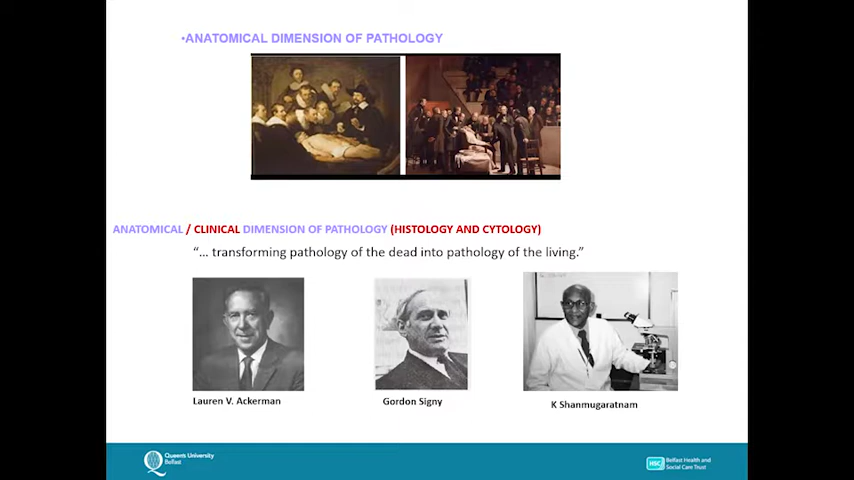 •ANATOMICAL DIMENSION OF PATHOLOGY
ANATOMICAL / CLINICAL DIMENSION OF PATHOLOGY (HISTOLOGY AND CYTOLOGY)
“... transforming pathology of the dead into pathology of the living.”
Lauren V. Ackerman
Gordon Signy
K Shanmugaratnam
Queen's University
Belfast
HSC
Belfast Health and
Social Care Trust